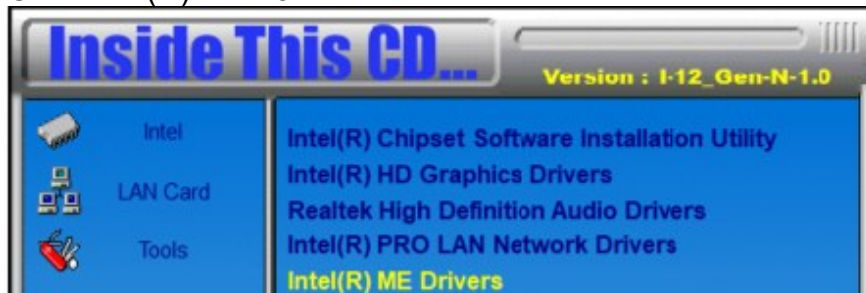 Inside This CD...
Version : I-12_Gen-N-1.0
Intel
LAN Card
Tools
Intel(R) Chipset Software Installation Utility
Intel(R) HD Graphics Drivers
Realtek High Definition Audio Drivers
Intel(R) PRO LAN Network Drivers
Intel(R) ME Drivers